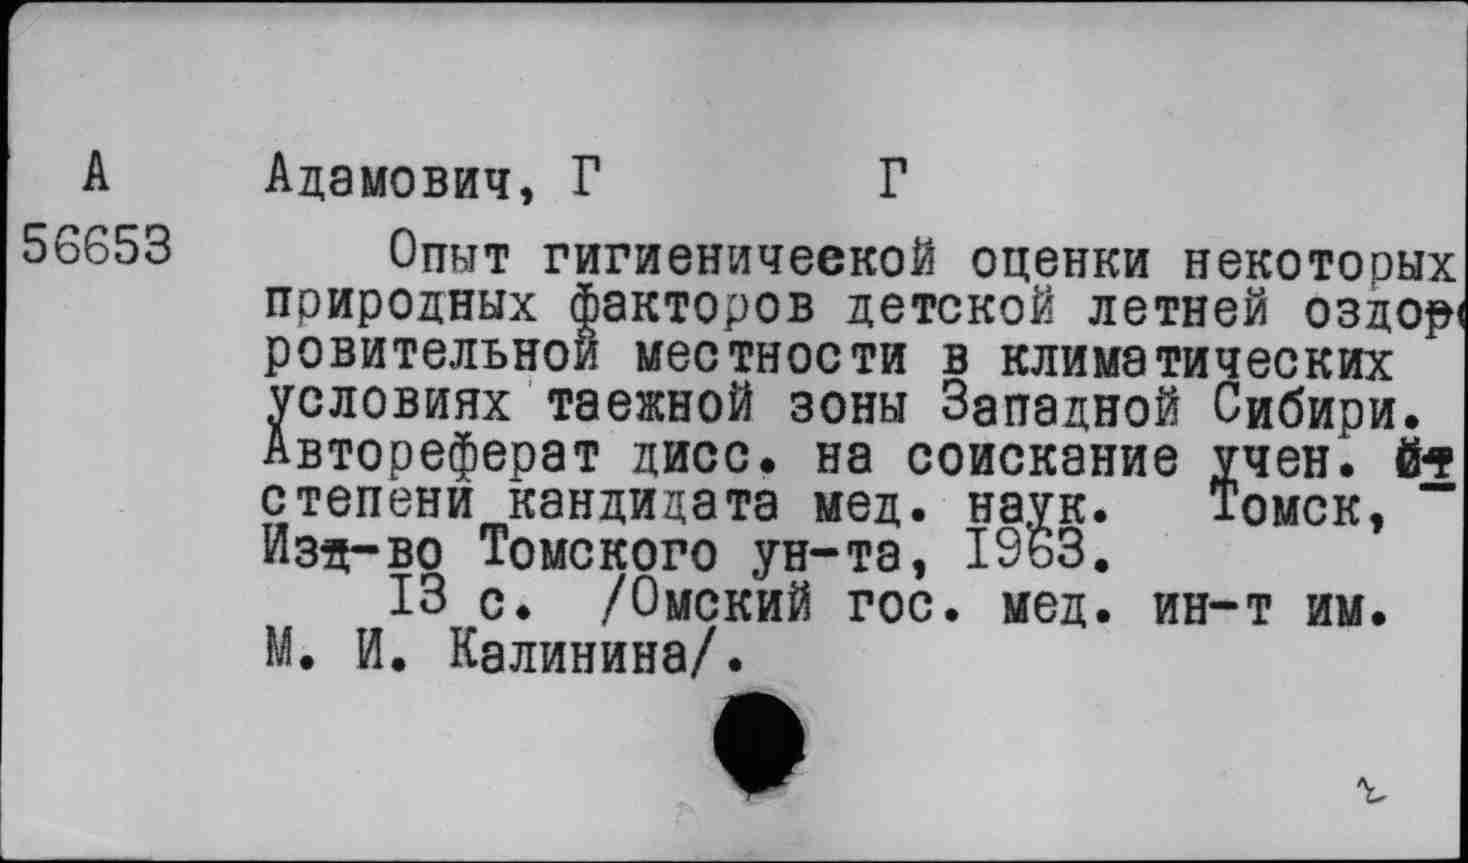 А Адамович, Г Г
56653 Опыт гигиенической оценки некоторых
природных факторов детской летней оздо
ровительной местности в климатических
условиях таежной зоны Западной Сибири.
Автореферат дисс. на соискание учен.
степени кандидата мед. наук. Томск,
Изд-во Томского ун-та, 1963.
13 с. /Омский гос. мед. ин-т им.
М. И. Калинина/.